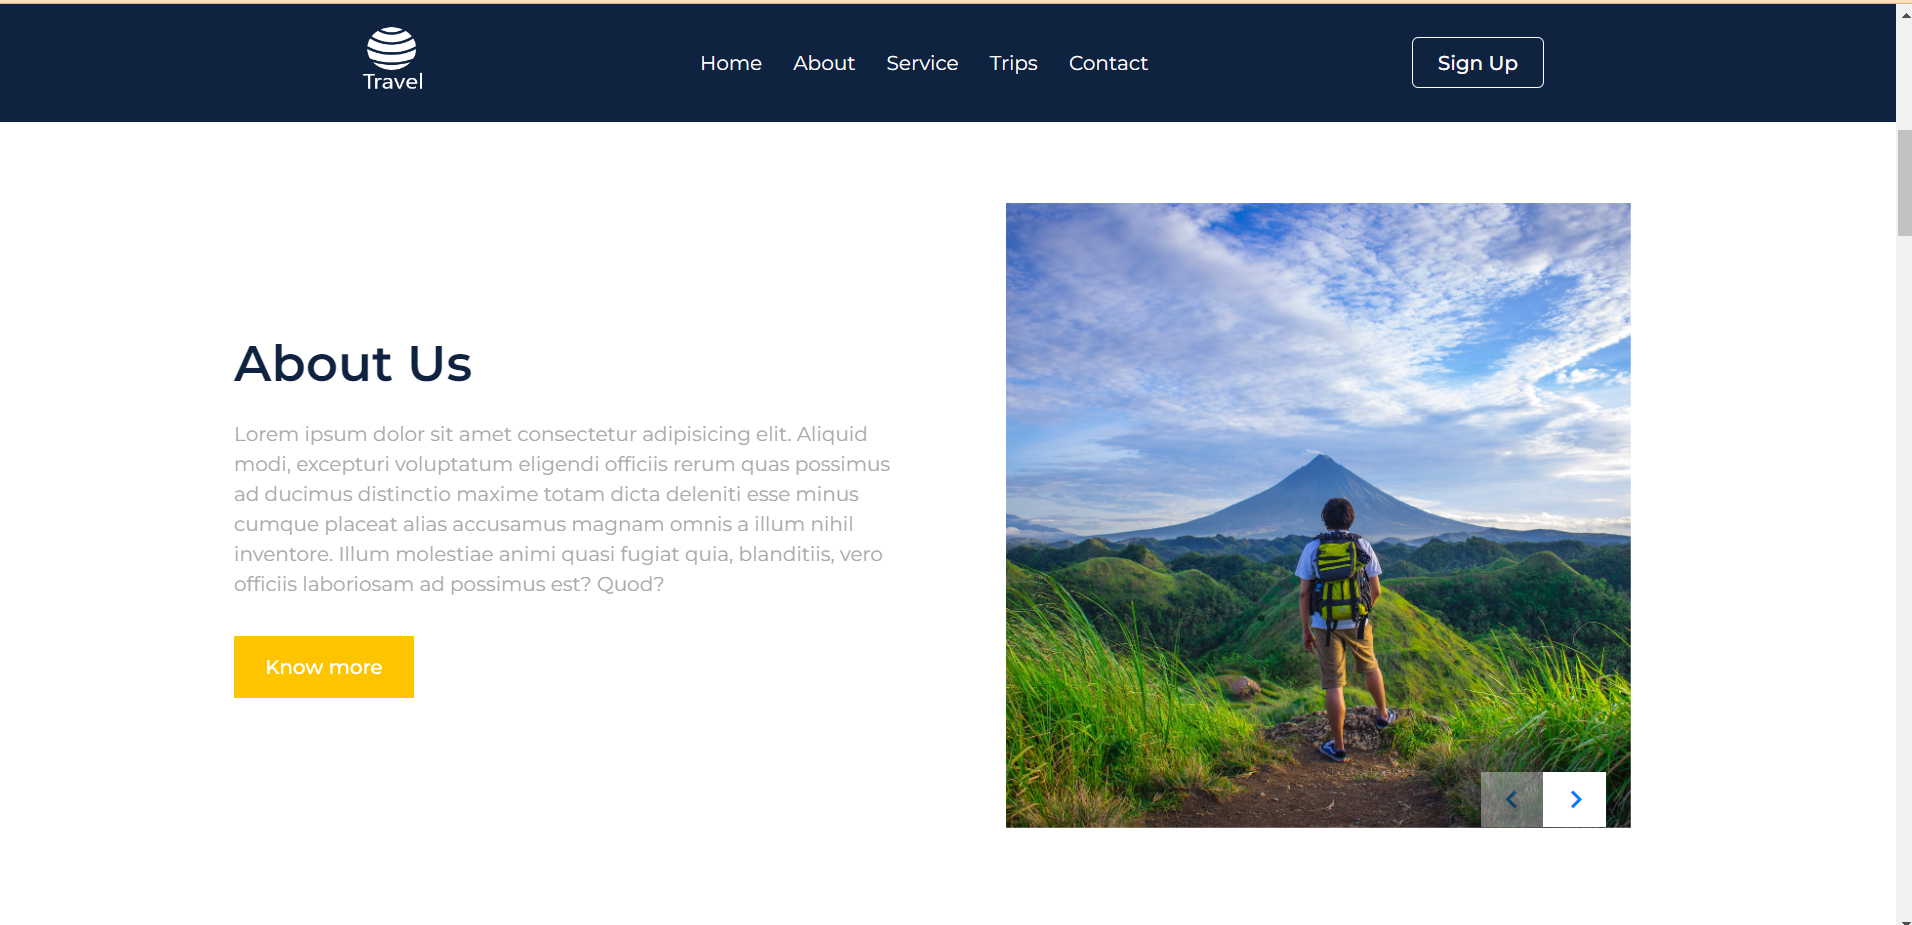 Travel
Home About Service Trips Contact
Sign Up
About Us
Lorem ipsum dolor sit amet consectetur adipisicing elit. Aliquid
modi, excepturi voluptatum eligendi officiis rerum quas possimus
ad ducimus distinctio maxime totam dicta deleniti esse minus
cumque placeat alias accusamus magnam omnis a illum nihil
inventore. Illum molestiae animi quasi fugiat quia, blanditiis, vero
officiis laboriosam ad possimus est? Quod?
Know more